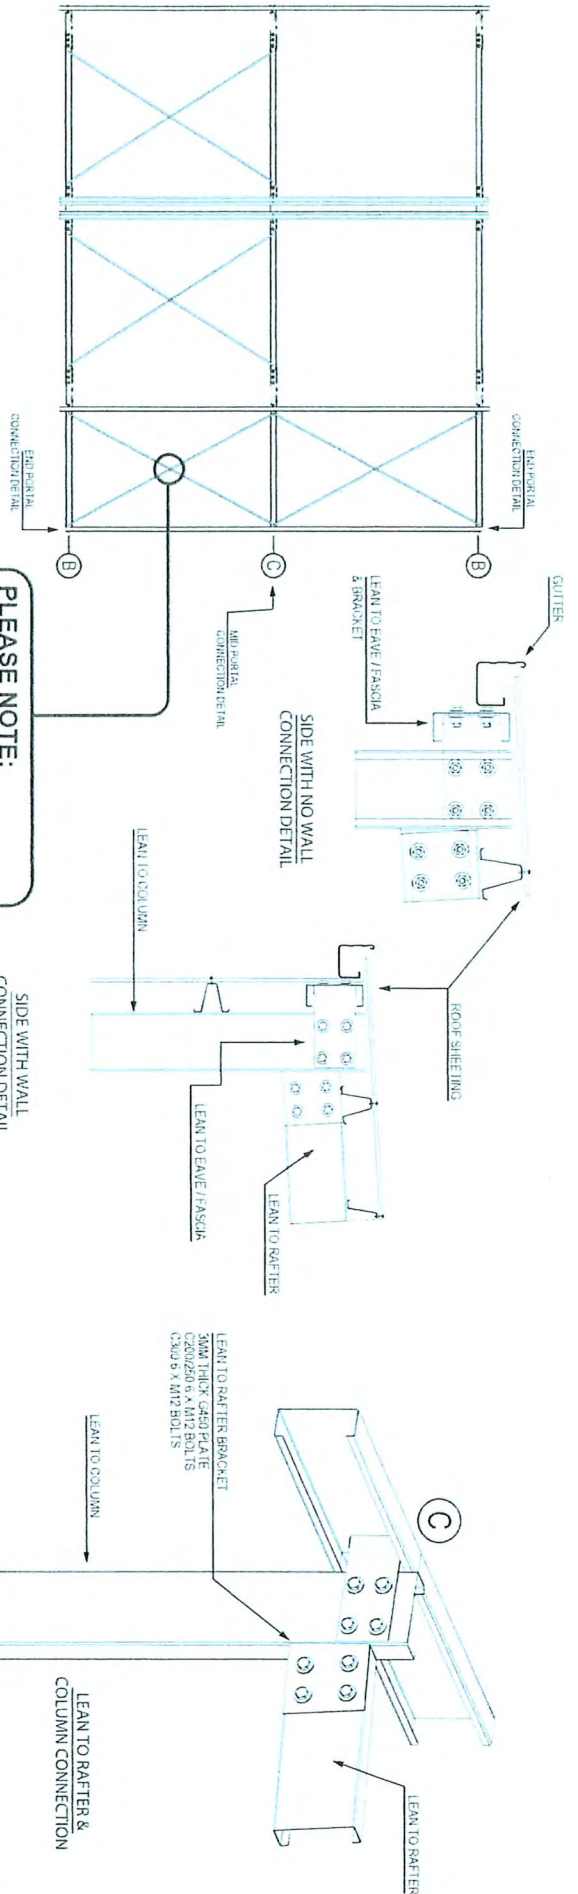 END PORTAL
CONNECTION DETAIL
END PORTAL
CONNECTION DETAIL
B
C
B
MID PORTAL
CONNECTION DETAIL
PLEASE NOTE:
GUTTER
LEAN TO EAVE / FASCIA
& BRACKET
SIDE WITH NO WALL
CONNECTION DETAIL
ROOF SHEETING
LEAN TO COLUMN
LEAN TO EAVE / FASCIA
LEAN TO RAFTER
SIDE WITH WALL
CONNECTION DETAIL
C
LEAN TO RAFTER BRACKET
3MM THICK G450 PLATE
C200/250 6 X M12 BOLTS
C300 6 X M12 BOLTS
LEAN TO COLUMN
LEAN TO RAFTER
LEAN TO RAFTER &
COLUMN CONNECTION